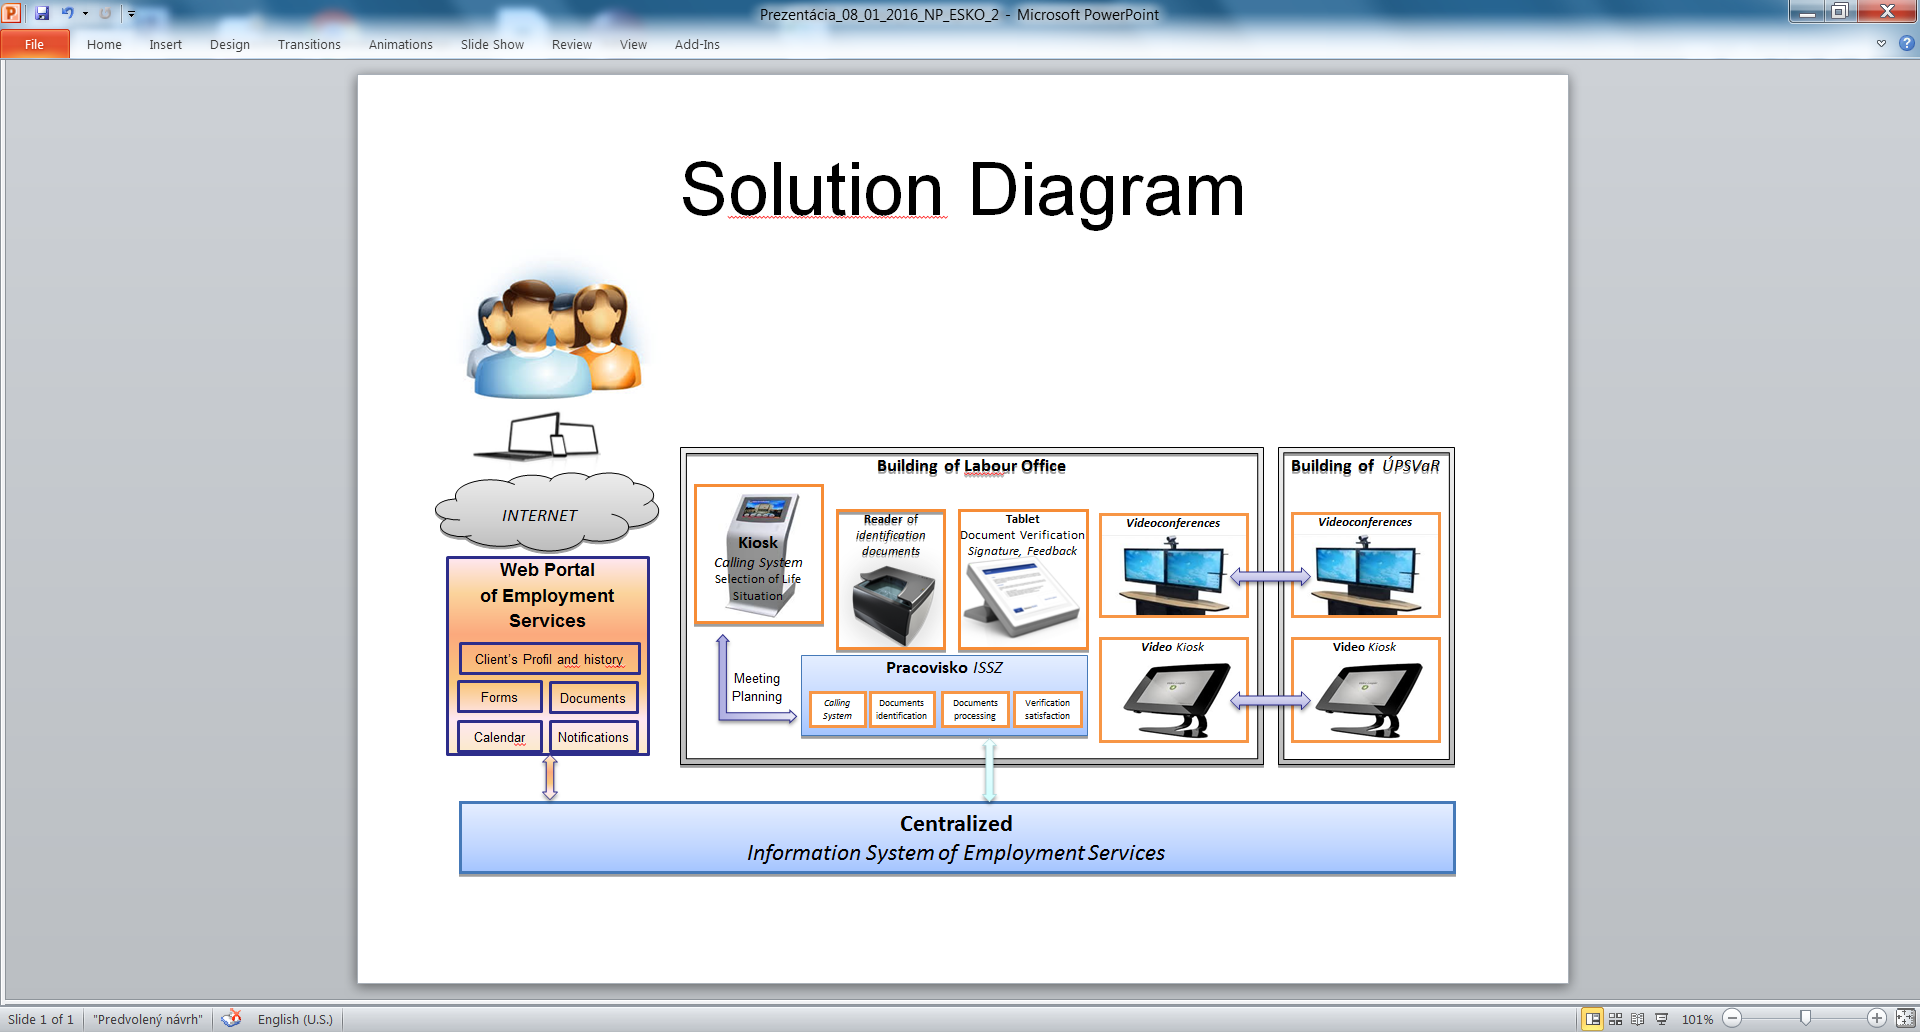 Prezentácia_08_01_2016_NP_ESKO_2 - Microsoft PowerPoint
File Home Insert Design Transitions Animations Slide Show Review View Add-Ins
Solution Diagram
INTERNET
Web Portal
of Employment
Services
Client's Profil and history
Forms
Documents
Calendar
Notifications
Building of Labour Office
Kiosk
Calling System
Selection of Life
Situation
Reader of
identification
documents
Tablet
Document Verification
Signature, Feedback
Videoconferences
Video Kiosk
Meeting
Planning
Pracovisko ISSZ
Calling
System
Documents
identification
Documents
processing
Verification
satisfaction
Building of ÚPSVaR
Videoconferences
Video Kiosk
Centralized
Information System of Employment Services
Slide 1 of 1 "Predvolený návrh" English (U.S.) 101%